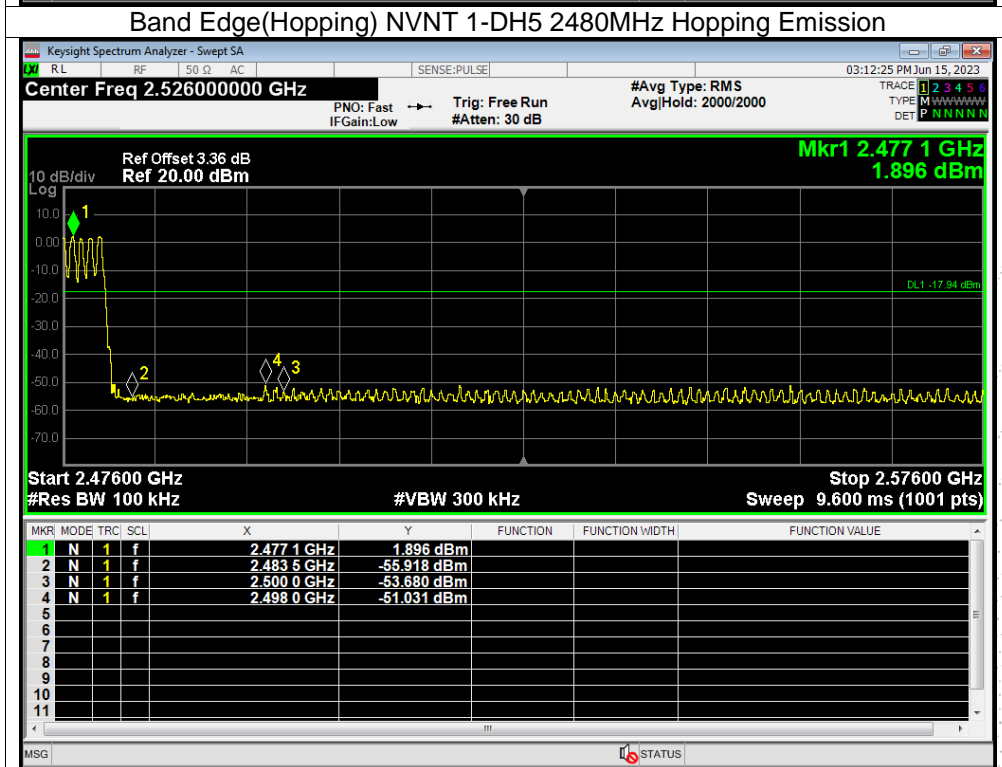 Band Edge(Hopping) NVNT 1-DH5 2480MHz Hopping Emission
Keysight Spectrum Analyzer - Swept SA
LXI RL RF 50 Ω AC SENSE:PULSE 03:12:25 PM Jun 15, 2023
Center Freq 2.526000000 GHz #Avg Type: RMS TRACE 1 2 3 4 5 6
PNO: Fast Trig: Free Run Avg|Hold: 2000/2000 TYPE M WWWWW
IFGain:Low #Atten: 30 dB DET P N N N N N
Mkr1 2.477 1 GHz
Ref Offset 3.36 dB
10 dB/div Ref 20.00 dBm 1.896 dBm
Log
10.0
0.00
-10.0
-20.0
-30.0
-40.0
-50.0
-60.0
-70.0
1
DL1 -17.94 dBm
2
4
3
Start 2.47600 GHz Stop 2.57600 GHz
#Res BW 100 kHz #VBW 300 kHz Sweep 9.600 ms (1001 pts)
MKR MODE TRC SCL X Y FUNCTION FUNCTION WIDTH FUNCTION VALUE
1 N 1 f 2.477 1 GHz 1.896 dBm
2 N 1 f 2.483 5 GHz -55.918 dBm
3 N 1 f 2.500 0 GHz -53.680 dBm
4 N 1 f 2.498 0 GHz -51.031 dBm
5
6
7
8
9
10
11
MSG STATUS